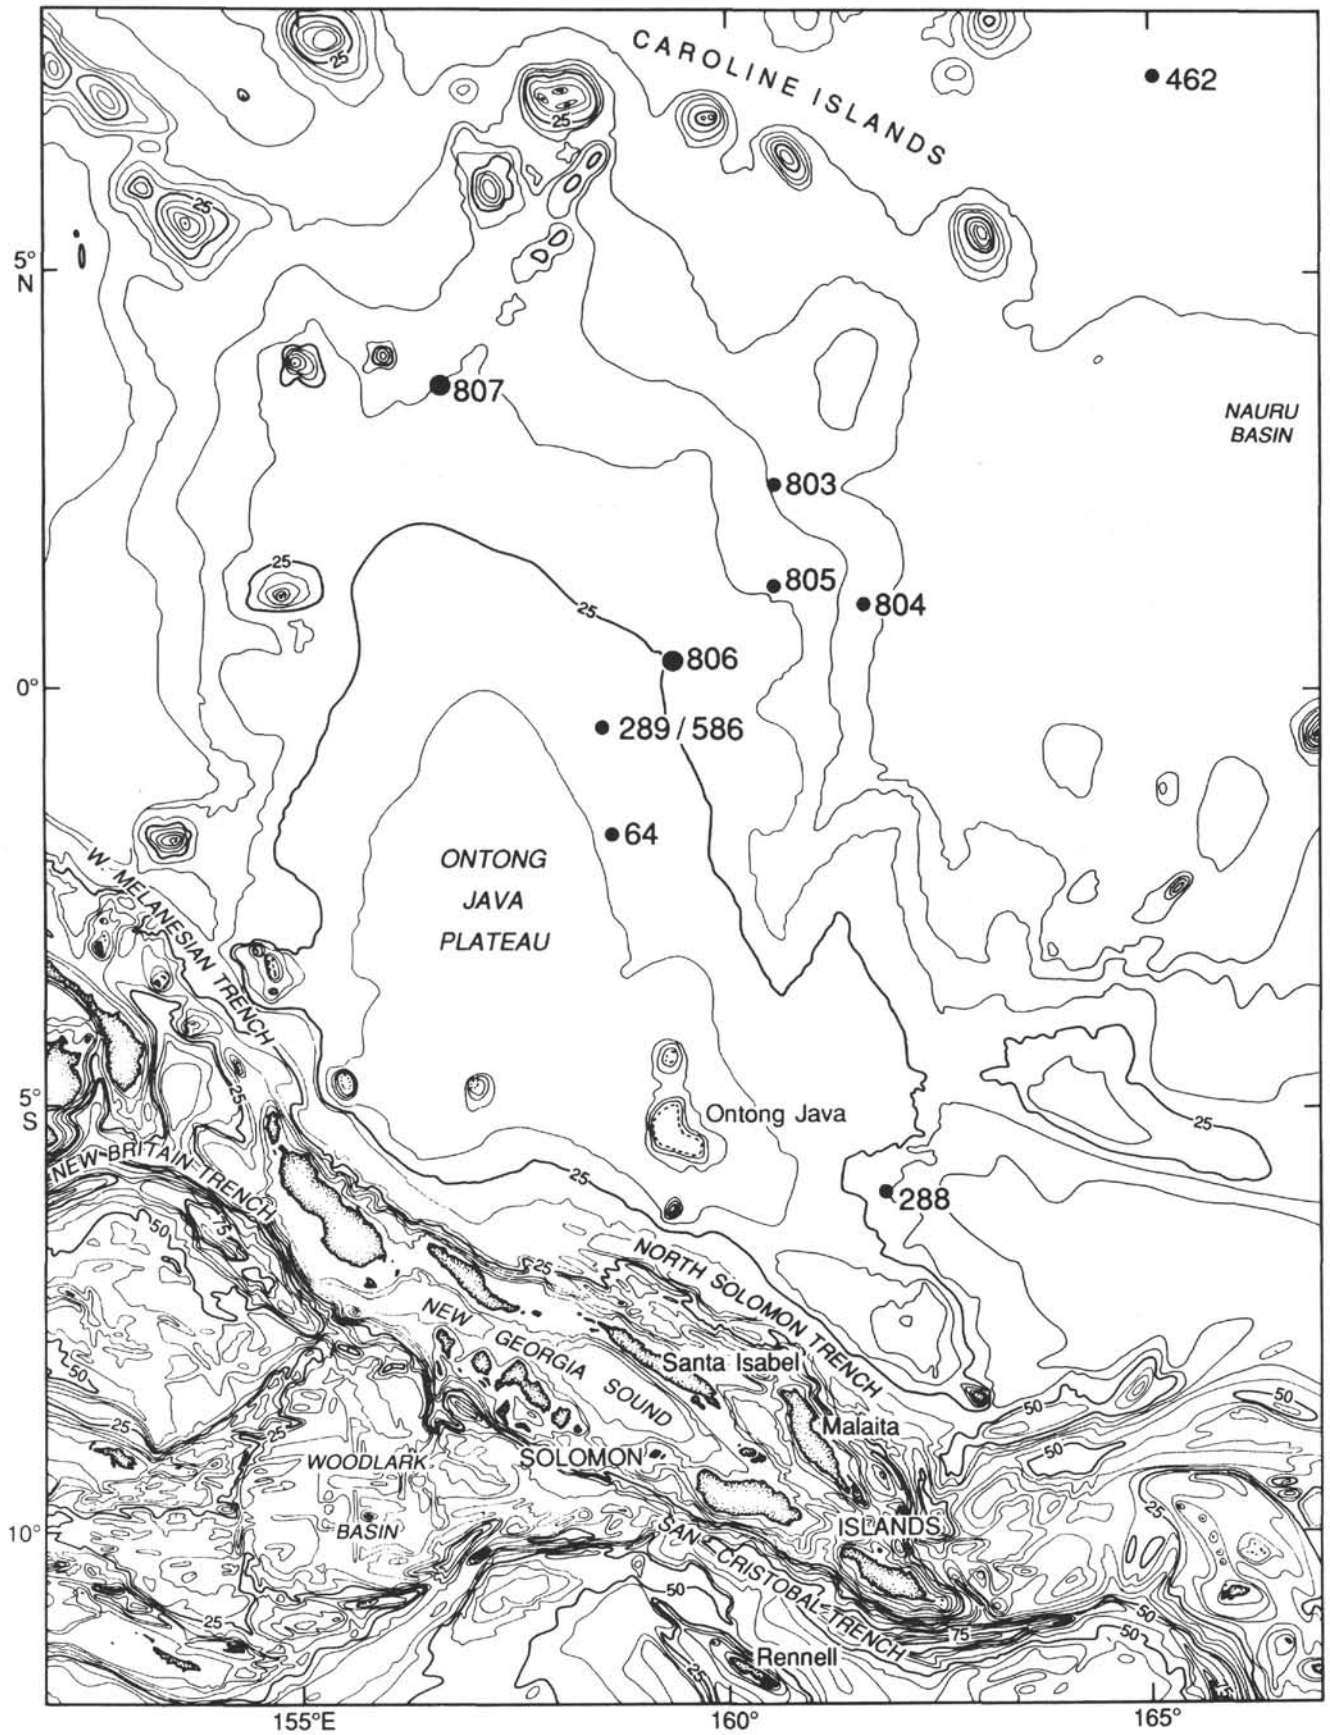 25
CAROLINE ISLANDS
462
25
25
5°
N
807
NAURU
BASIN
803
25
805
804
25
806
0°
289/586
64
W. MELANESIAN TRENCH
ONTONG
JAVA
PLATEAU
25
5°
S
Ontong Java
25
NEW BRITAIN TRENCH
25
288
75
50
NORTH SOLOMON TRENCH
25
NEW GEORGIA SOUND
Santa Isabel
50
50
50
25
25
Malaita
50
WOODLARK
BASIN
SOLOMON
ISLANDS
25
10°
SAN CRISTOBAL TRENCH
50
50
50
75
25
Rennell
25
75
155°E
160°
165°